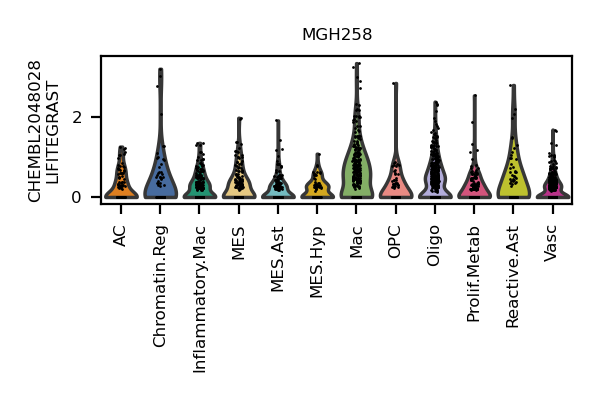 MGH258
CHEMBL2048028
LIFITEGRAST
2
0
AC
Chromatin.Reg
Inflammatory.Mac
MES
MES.Ast
MES.Hyp
Mac
OPC
Oligo
Prolif.Metab
Reactive.Ast
Vasc